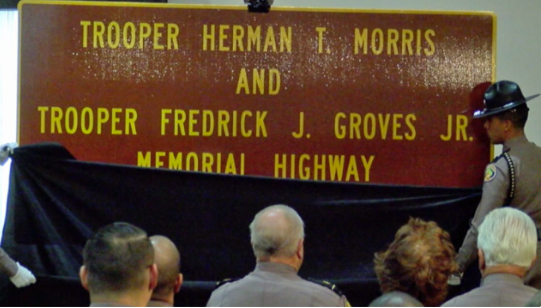 TROOPER HERMAN T. MORRIS
AND
TROOPER FREDRICK J. GROVES JR.
MEMORIAL HIGHWAY